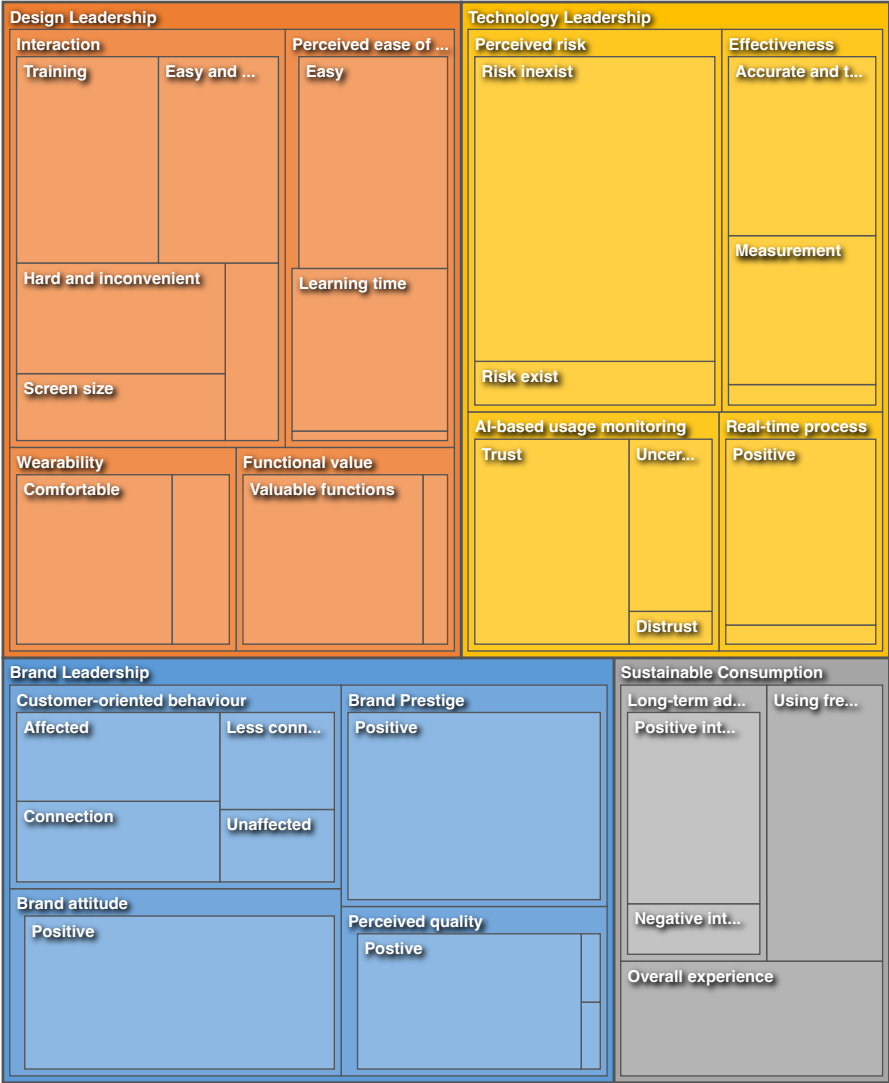 Design Leadership
Interaction
Training
Easy and ...
Hard and inconvenient
Screen size
Perceived ease of ...
Easy
Learning time
Wearability
Comfortable
Functional value
Valuable functions
Technology Leadership
Perceived risk
Risk inexist
Risk exist
Effectiveness
Accurate and t...
Measurement
AI-based usage monitoring
Trust
Uncer...
Distrust
Real-time process
Positive
Brand Leadership
Customer-oriented behaviour
Affected
Less conn...
Connection
Unaffected
Brand Prestige
Positive
Brand attitude
Positive
Perceived quality
Postive
Sustainable Consumption
Long-term ad...
Positive int...
Negative int...
Using fre...
Overall experience